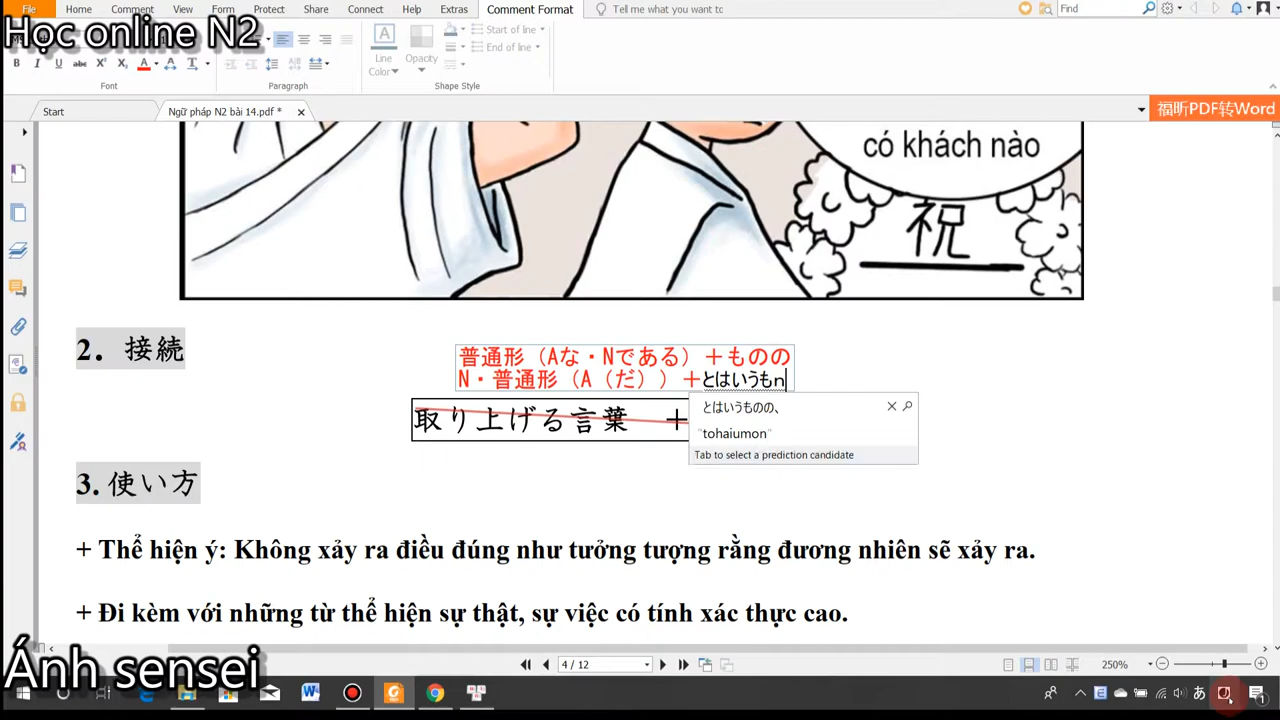 File Home Comment View Form Protect Share Connect Help Extras Comment Format Tell me what you want to Find
Học online N2
Line Color
Opacity
Start of line
End of line
Font Paragraph Shape Style
Start Ngữ pháp N2 bài 14.pdf *
福昕PDF转Word
có khách nào
祝
2. 接続
普通形（Aな・Nである）＋ものの
N・普通形（A（だ））＋とはいうもn
取り上げる言葉 ＋
とはいうものの、
"tohaiumon"
Tab to select a prediction candidate
3. 使い方
+ Thể hiện ý: Không xảy ra điều đúng như tưởng tượng rằng đương nhiên sẽ xảy ra.
+ Đi kèm với những từ thể hiện sự thật, sự việc có tính xác thực cao.
Ánh sensei
4 / 12
250%
あ